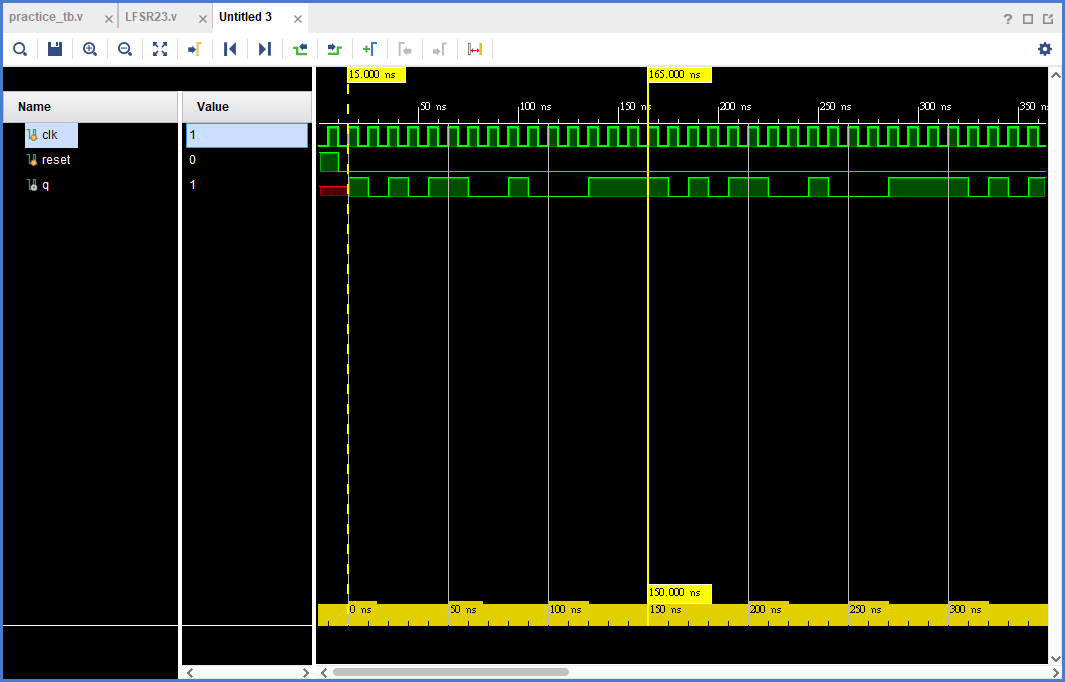 practice_tb.v × LFSR23.v × Untitled 3 ×
?
15.000 ns 165.000 ns
Name Value
50 ns 100 ns 150 ns 200 ns 250 ns 300 ns 350 n
clk 1
reset 0
q 1
150.000 ns
0 ns 50 ns 100 ns 150 ns 200 ns 250 ns 300 ns